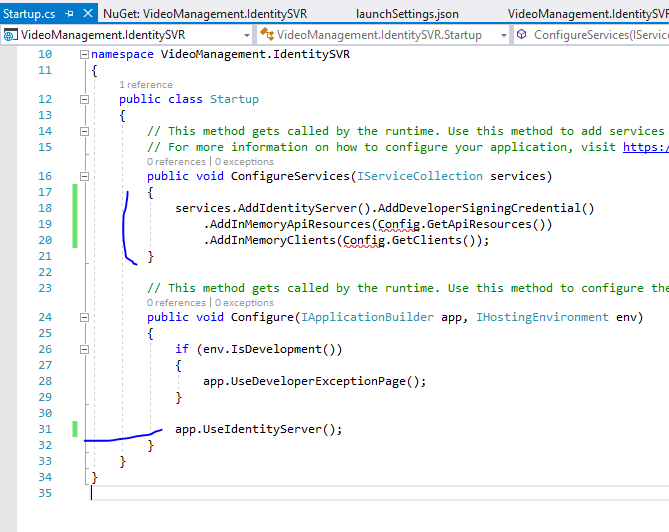 Startup.cs NuGet: VideoManagement.IdentitySVR launchSettings.json VideoManagement.IdentitySVR
VideoManagement.IdentitySVR VideoManagement.IdentitySVR.Startup ConfigureServices(IService
10 namespace VideoManagement.IdentitySVR
11 {
1 reference
12 public class Startup
13 {
14 // This method gets called by the runtime. Use this method to add services
15 // For more information on how to configure your application, visit https:/
0 references | 0 exceptions
16 public void ConfigureServices(IServiceCollection services)
17 {
18 services.AddIdentityServer().AddDeveloperSigningCredential()
19 .AddInMemoryApiResources(Config.GetApiResources())
20 .AddInMemoryClients(Config.GetClients());
21 }
22
23 // This method gets called by the runtime. Use this method to configure the
0 references | 0 exceptions
24 public void Configure(IApplicationBuilder app, IHostingEnvironment env)
25 {
26 if (env.IsDevelopment())
27 {
28 app.UseDeveloperExceptionPage();
29 }
30
31 app.UseIdentityServer();
32 }
33 }
34 }
35